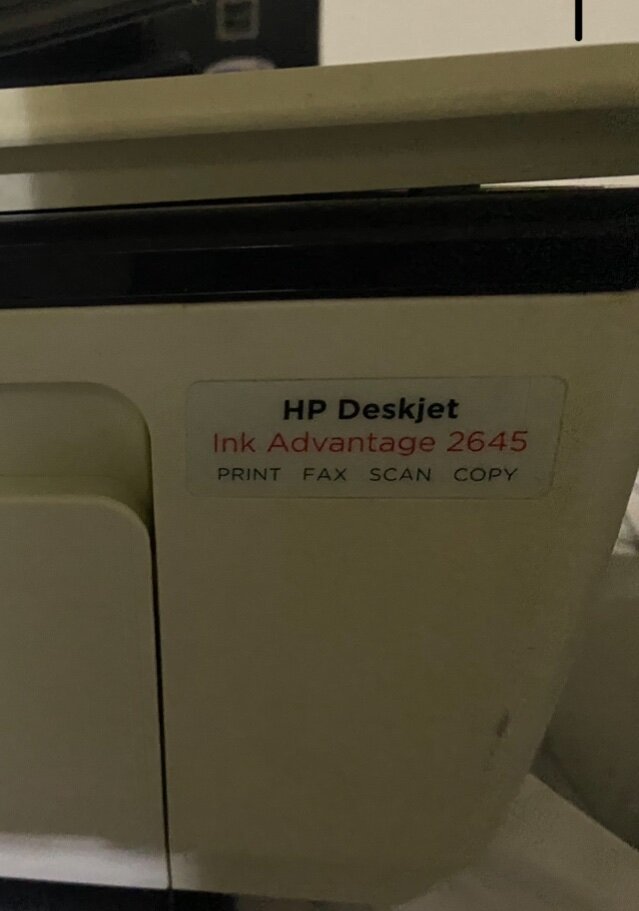 HP Deskjet
Ink Advantage 2645
PRINT FAX SCAN COPY